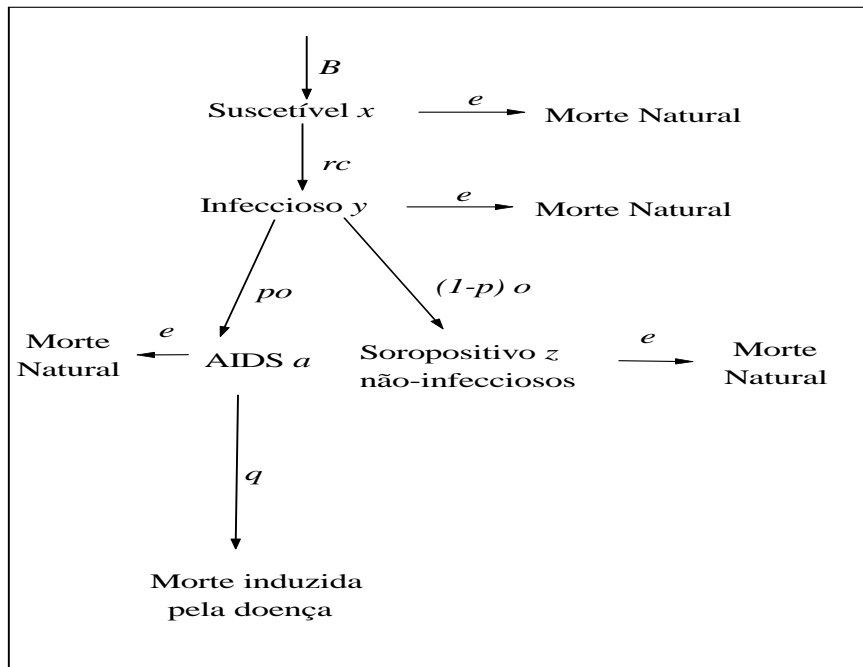 B
Suscetível x
e
Morte Natural
rc
Infeccioso y
e
Morte Natural
po
(1-p) o
Morte
Natural
e
AIDS a
Soropositivo z
não-infecciosos
e
Morte
Natural
q
Morte induzida
pela doença